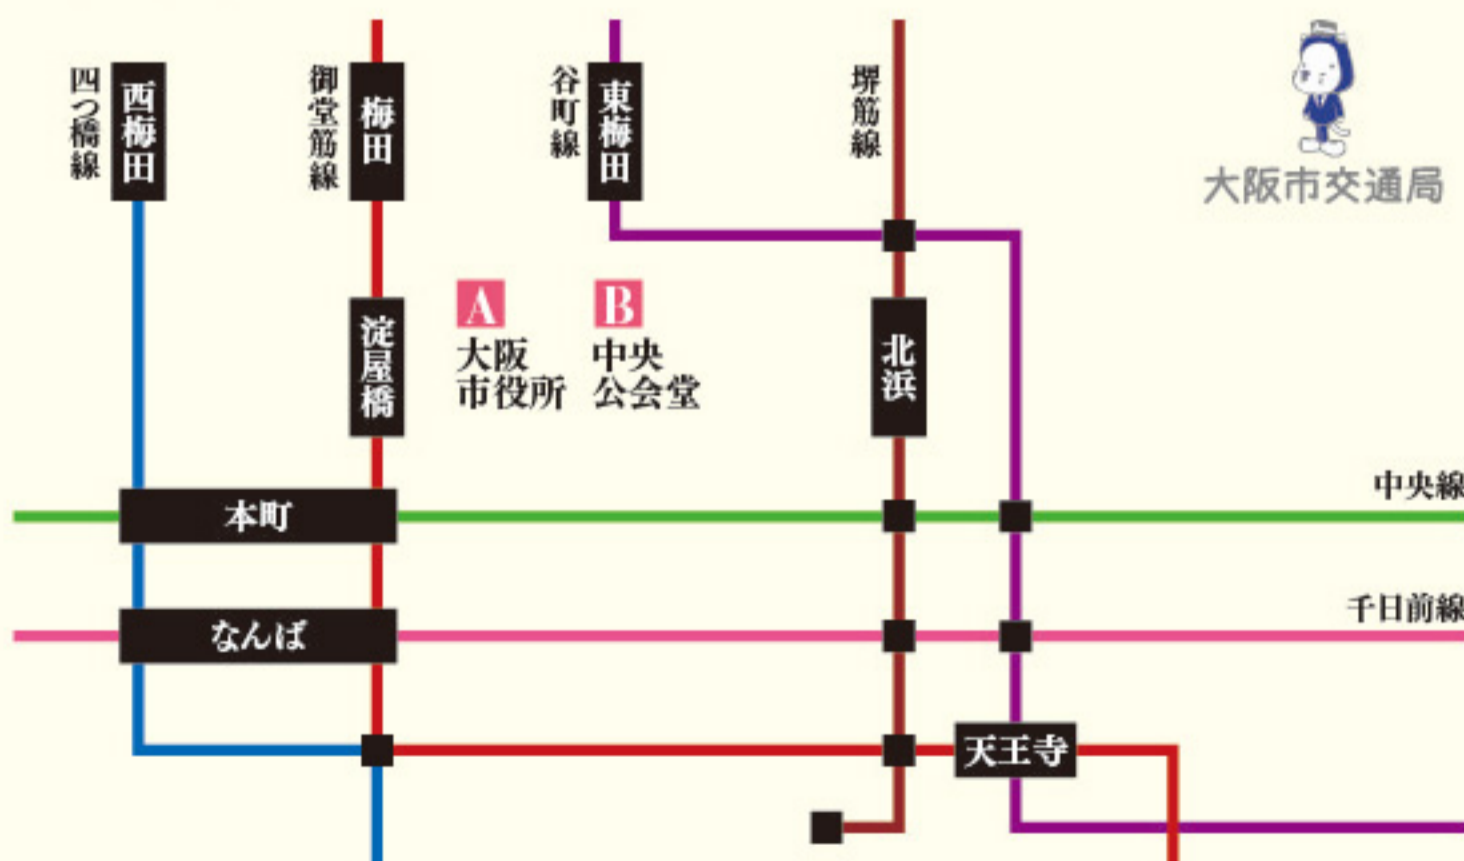 四つ橋線
西梅田
御堂筋線
梅田
谷町線
東梅田
堺筋線
大阪市交通局
淀屋橋
A
大阪
市役所
B
中央
公会堂
北浜
中央線
本町
千日前線
なんば
天王寺